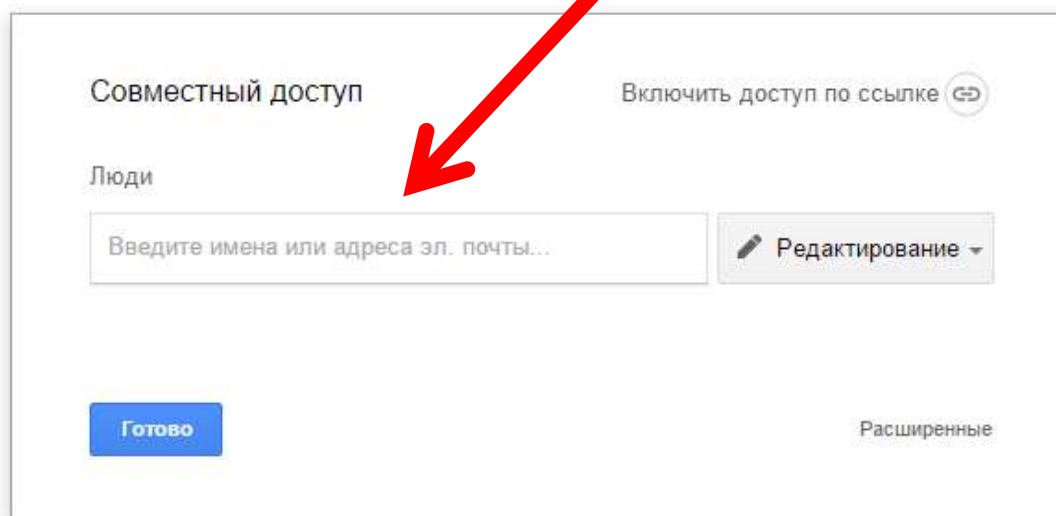 Совместный доступ
Включить доступ по ссылке
Люди
Введите имена или адреса эл. почты...
Редактирование
Готово
Расширенные